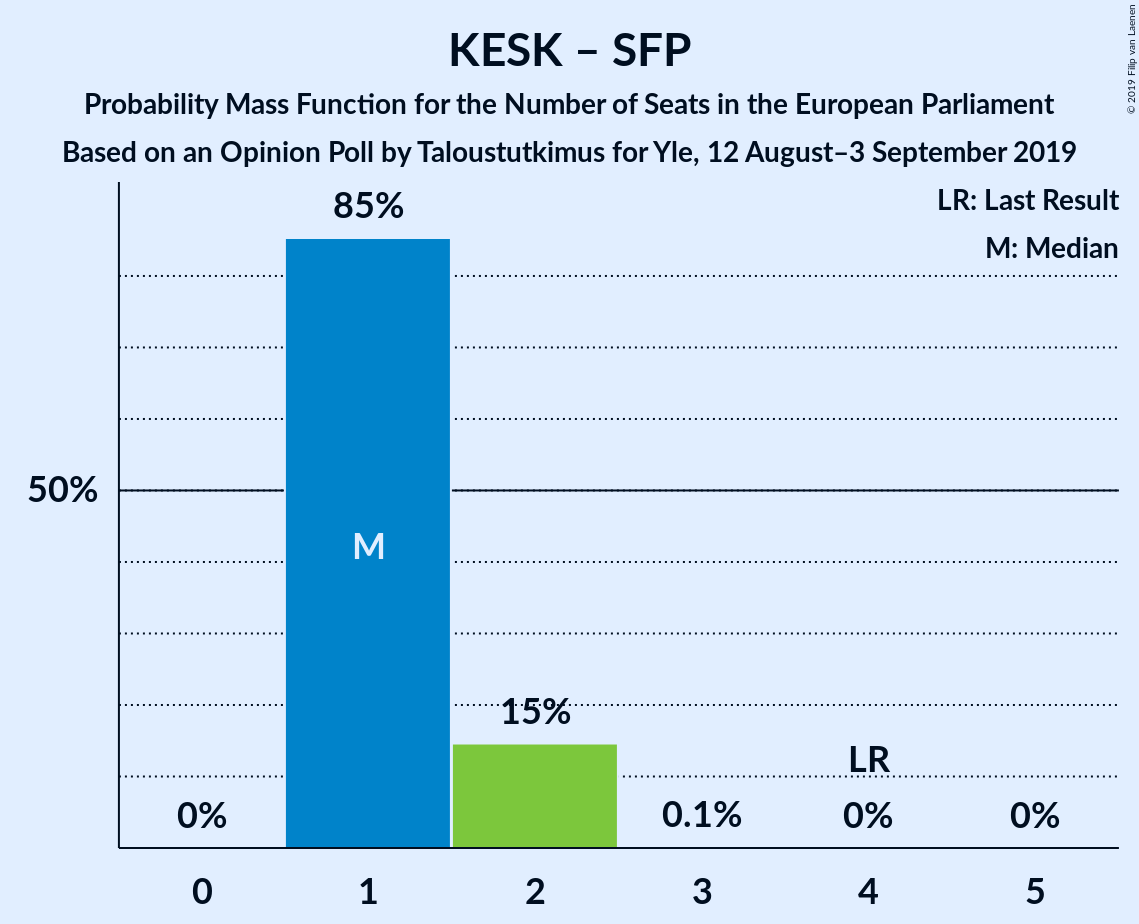 KESK – SFP
Probability Mass Function for the Number of Seats in the European Parliament
Based on an Opinion Poll by Taloustutkimus for Yle, 12 August–3 September 2019
© 2019 Filip van Laenen
LR: Last Result
M: Median
85%
50%
M
15%
LR
0%
0.1%
0%
0%
0 1 2 3 4 5